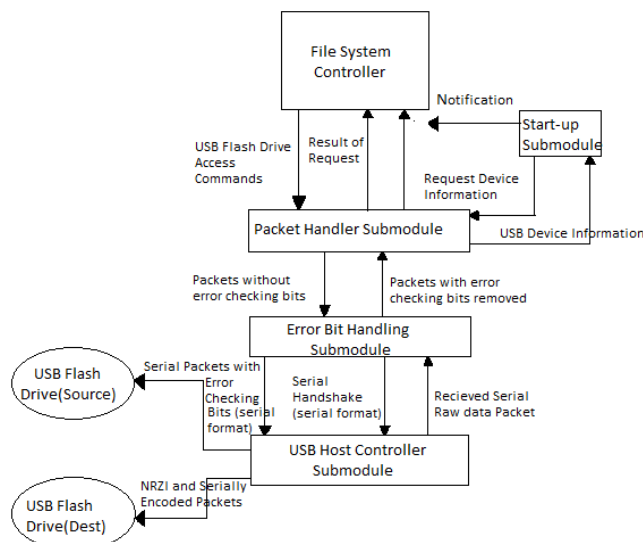 File System
Controller
Notification
Start-up
Submodule
USB Flash Drive
Access
Commands
Result of
Request
Request Device
Information
Packet Handler Submodule
USB Device Information
Packets without
error checking bits
Packets with error
checking bits removed
Error Bit Handling
Submodule
USB Flash
Drive(Source)
Serial Packets with
Error
Checking
Bits (serial
format)
Serial
Handshake
(serial format)
Recieved Serial
Raw data Packet
USB Host Controller
Submodule
NRZI and Serially
Encoded Packets
USB Flash
Drive(Dest)